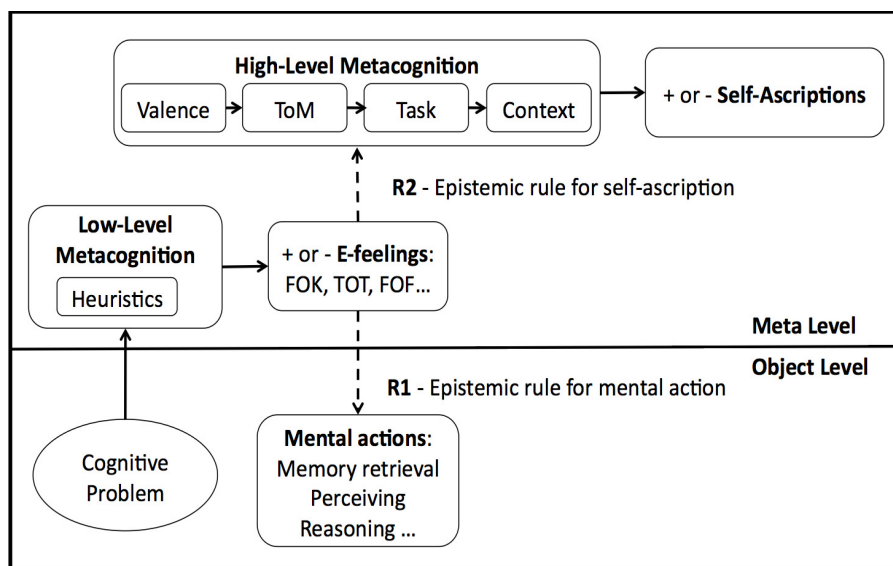 High-Level Metacognition
Valence
ToM
Task
Context
+ or - Self-Ascriptions
R2 - Epistemic rule for self-ascription
Low-Level
Metacognition
Heuristics
+ or - E-feelings:
FOK, TOT, FOF...
Meta Level
Object Level
R1 - Epistemic rule for mental action
Cognitive
Problem
Mental actions:
Memory retrieval
Perceiving
Reasoning ...